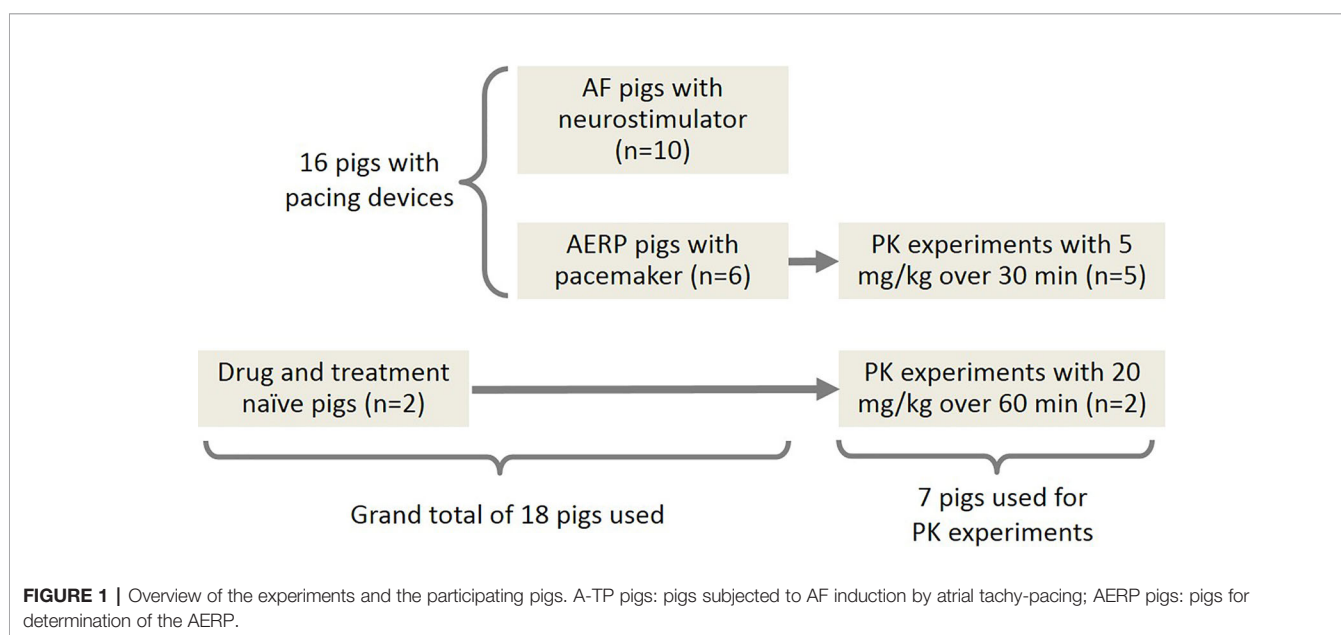 AF pigs with
neurostimulator
(n=10)
16 pigs with
pacing devices
AERP pigs with
pacemaker (n=6)
PK experiments with 5
mg/kg over 30 min (n=5)
Drug and treatment
naïve pigs (n=2)
PK experiments with 20
mg/kg over 60 min (n=2)
Grand total of 18 pigs used
7 pigs used for
PK experiments
FIGURE 1 | Overview of the experiments and the participating pigs. A-TP pigs: pigs subjected to AF induction by atrial tachy-pacing; AERP pigs: pigs for
determination of the AERP.